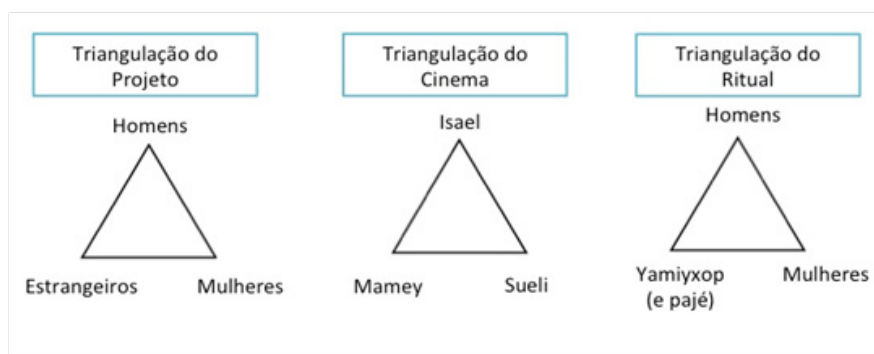 Triangulação do
Projeto
Homens
Estrangeiros
Mulheres
Triangulação do
Cinema
Isael
Mamey
Sueli
Triangulação do
Ritual
Homens
Yamiyxop
(e pajé)
Mulheres